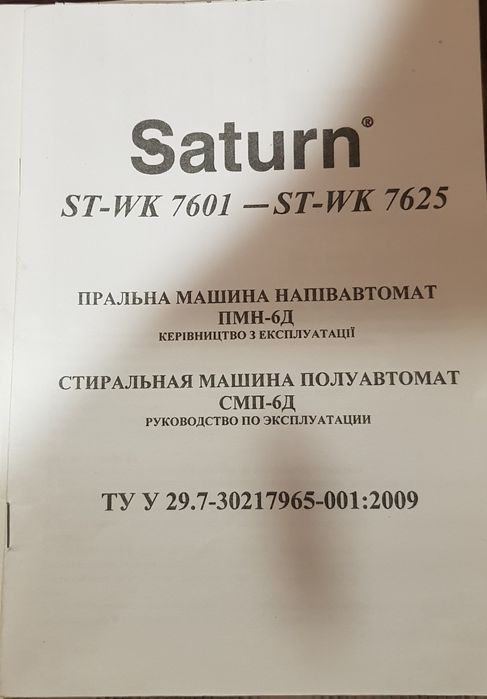 Saturn®
ST-WK 7601 — ST-WK 7625
ПРАЛЬНА МАШИНА НАПІВАВТОМАТ
ПМН-6Д
КЕРІВНИЦТВО З ЕКСПЛУАТАЦІЇ
СТИРАЛЬНАЯ МАШИНА ПОЛУАВТОМАТ
СМП-6Д
РУКОВОДСТВО ПО ЭКСПЛУАТАЦИИ
ТУ У 29.7-30217965-001:2009